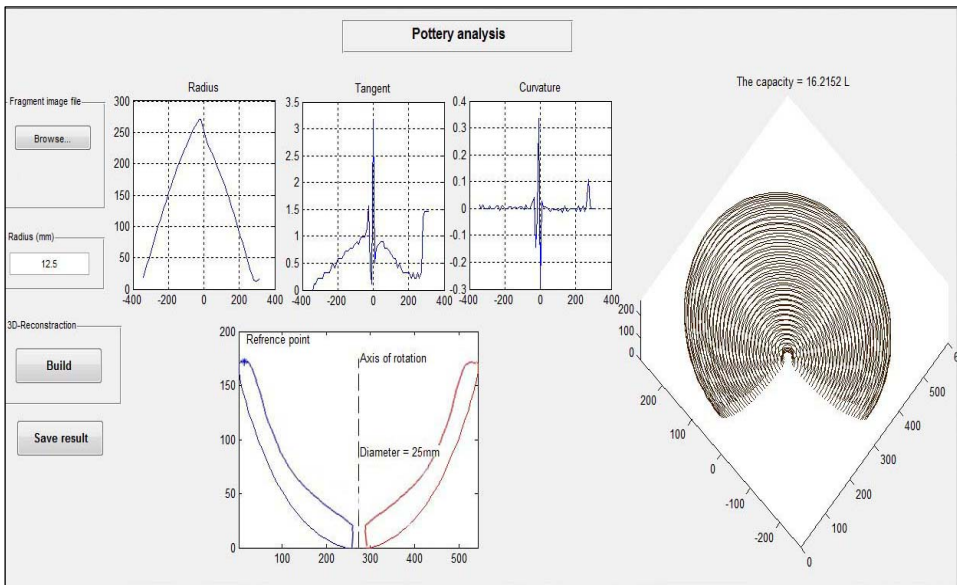 Pottery analysis
Fragment image file
Browse...
Radius (mm)
12.5
3D-Reconstruction
Build
Save result
Radius
300
250
200
150
100
50
0
-400 -200 0 200 400
Tangent
3.5
3
2.5
2
1.5
1
0.5
0
-400 -200 0 200 400
Curvature
0.4
0.3
0.2
0.1
0
-0.1
-0.2
-0.3
-400 -200 0 200 400
Refrence point
Axis of rotation
Diameter = 25mm
200
150
100
50
0
100 200 300 400 500
The capacity = 16.2152 L
200
100
0
200
100
0
-100
-200
0
100
200
300
400
500
6